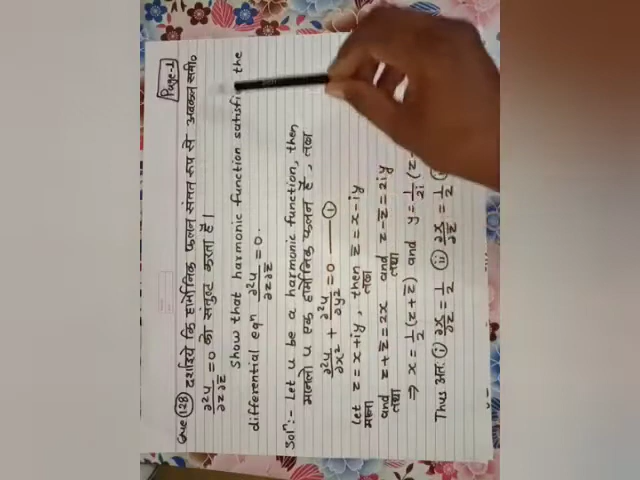 Page-1
Que 128 दर्शाइये कि हार्मोनिक फलन संतत रूप से अवकल समी०
∂²u/∂z∂z̄ = 0 को संतुष्ट करता है।
Show that harmonic function satisfi the
differential eqⁿ ∂²u/∂z∂z̄ = 0.
Solⁿ:- Let u be a harmonic function, then
मानलो u एक हार्मोनिक फलन है, तब
∂²u/∂x² + ∂²u/∂y² = 0 —— ①
Let z = x+iy, then z̄ = x-iy
माना तब
and z+z̄ = 2x and z-z̄ = 2iy
तथा तथा
⇒ x = 1/2 (z+z̄) and y = 1/2i (z-
Thus अतः ⓘ ∂x/∂z = 1/2 ⓘⓘ ∂x/∂z̄ = 1/2